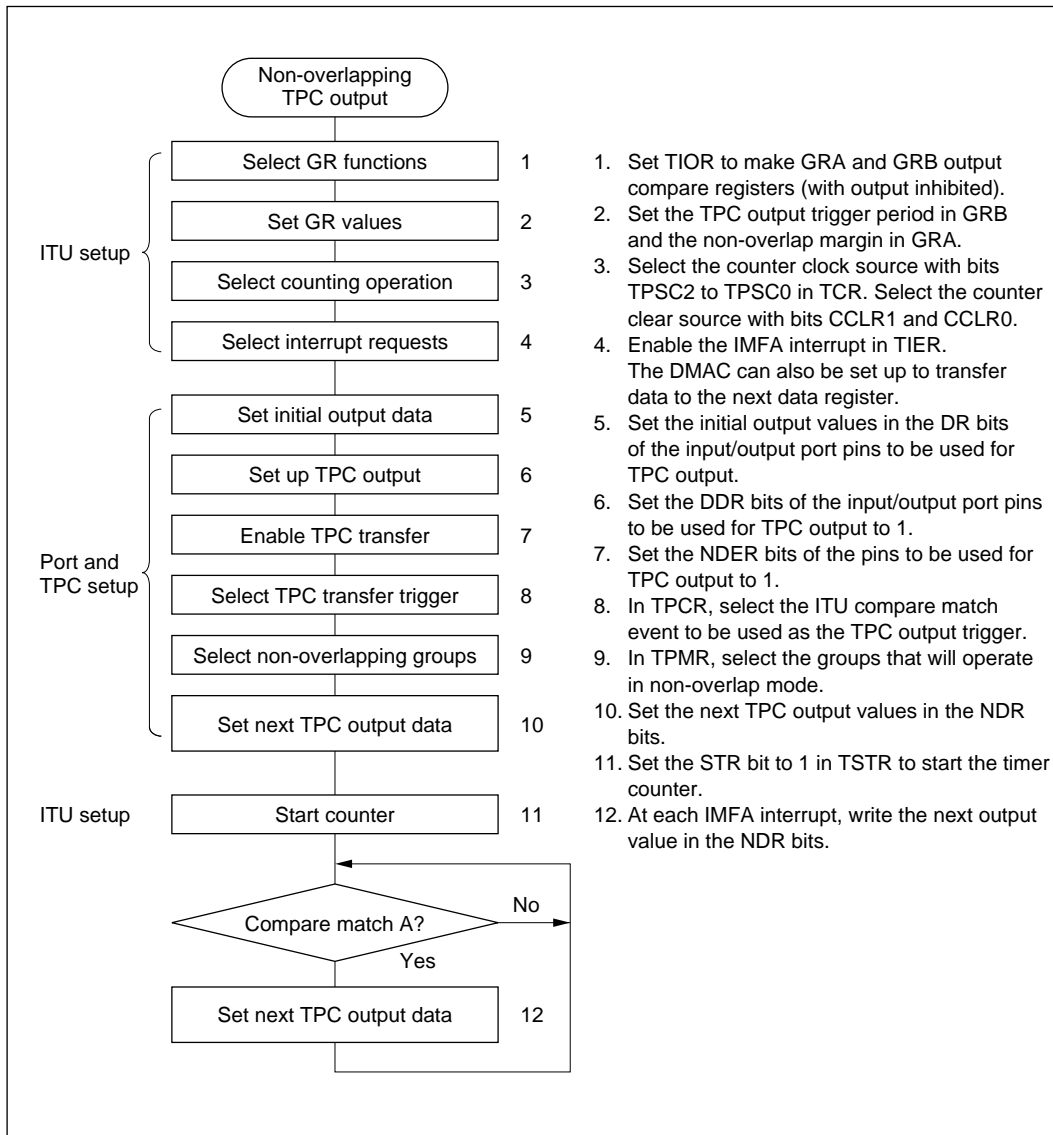 Non-overlapping
TPC output
ITU setup
Select GR functions 1
Set GR values 2
Select counting operation 3
Select interrupt requests 4
Port and
TPC setup
Set initial output data 5
Set up TPC output 6
Enable TPC transfer 7
Select TPC transfer trigger 8
Select non-overlapping groups 9
Set next TPC output data 10
ITU setup
Start counter 11
Compare match A?
No
Yes
Set next TPC output data 12
1. Set TIOR to make GRA and GRB output
compare registers (with output inhibited).
2. Set the TPC output trigger period in GRB
and the non-overlap margin in GRA.
3. Select the counter clock source with bits
TPSC2 to TPSC0 in TCR. Select the counter
clear source with bits CCLR1 and CCLR0.
4. Enable the IMFA interrupt in TIER.
The DMAC can also be set up to transfer
data to the next data register.
5. Set the initial output values in the DR bits
of the input/output port pins to be used for
TPC output.
6. Set the DDR bits of the input/output port pins
to be used for TPC output to 1.
7. Set the NDER bits of the pins to be used for
TPC output to 1.
8. In TPCR, select the ITU compare match
event to be used as the TPC output trigger.
9. In TPMR, select the groups that will operate
in non-overlap mode.
10. Set the next TPC output values in the NDR
bits.
11. Set the STR bit to 1 in TSTR to start the timer
counter.
12. At each IMFA interrupt, write the next output
value in the NDR bits.